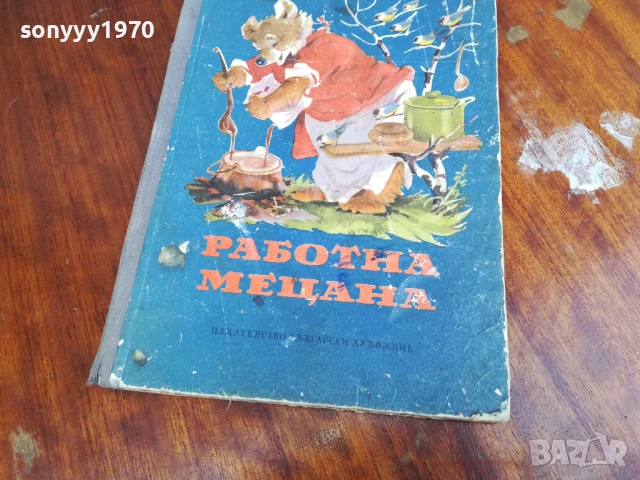 sonyyy1970
РАБОТНА
МЕЦАНА
ИЗДАТЕЛСТВО БЪЛГАРСКИ ХУДОЖНИК
BAZAR